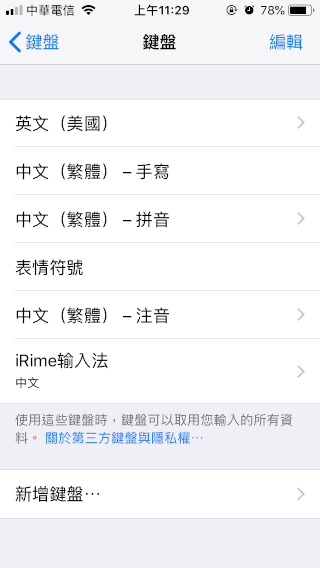 中華電信 上午11:29 78%
鍵盤 鍵盤 編輯
英文（美國）
中文（繁體）－手寫
中文（繁體）－拼音
表情符號
中文（繁體）－注音
iRime输入法
中文
使用這些鍵盤時，鍵盤可以取用您輸入的所有資
料。關於第三方鍵盤與隱私權⋯
新增鍵盤⋯